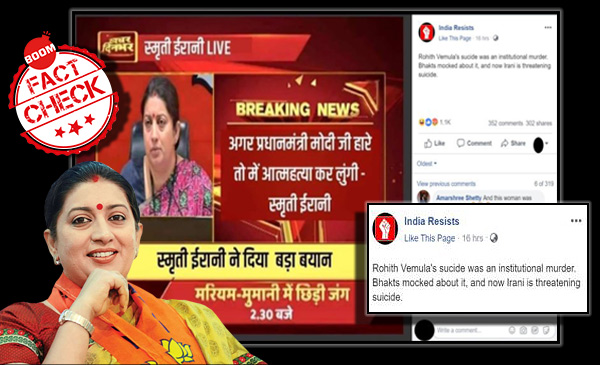 BOOM
FACT
CHECK
ख़बर
दिनभर
स्मृति ईरानी LIVE
BREAKING NEWS
अगर प्रधानमंत्री मोदी जी हारे
तो में आत्महत्या कर लुंगी -
स्मृति ईरानी
स्मृति ईरानी ने दिया बड़ा बयान
मरियम-मुमानी में छिड़ी जंग
2.30 बजे
India Resists
Like This Page · 16 hrs ·
Rohith Vemula's sucide was an institutional murder.
Bhakts mocked about it, and now Irani is threatening
suicide.
1.1K
352 comments 302 shares
Like Comment Share
Oldest
View previous comments 6 of 319
Amarshree Shetty And this woman was
India Resists
Like This Page · 16 hrs ·
Rohith Vemula's sucide was an institutional murder.
Bhakts mocked about it, and now Irani is threatening
suicide.
Write a comment...